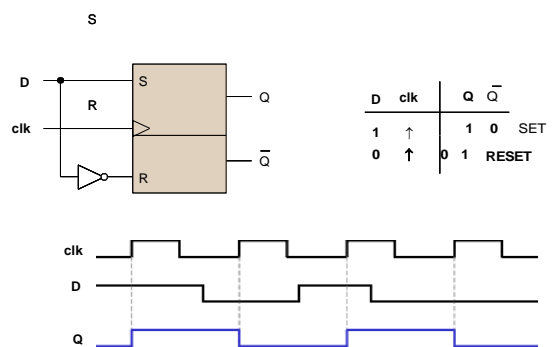 S
D
S
R
Q
clk
Q̅
R
D clk Q Q̅
1 ↑ 1 0 SET
0 ↑ 0 1 RESET
clk
D
Q